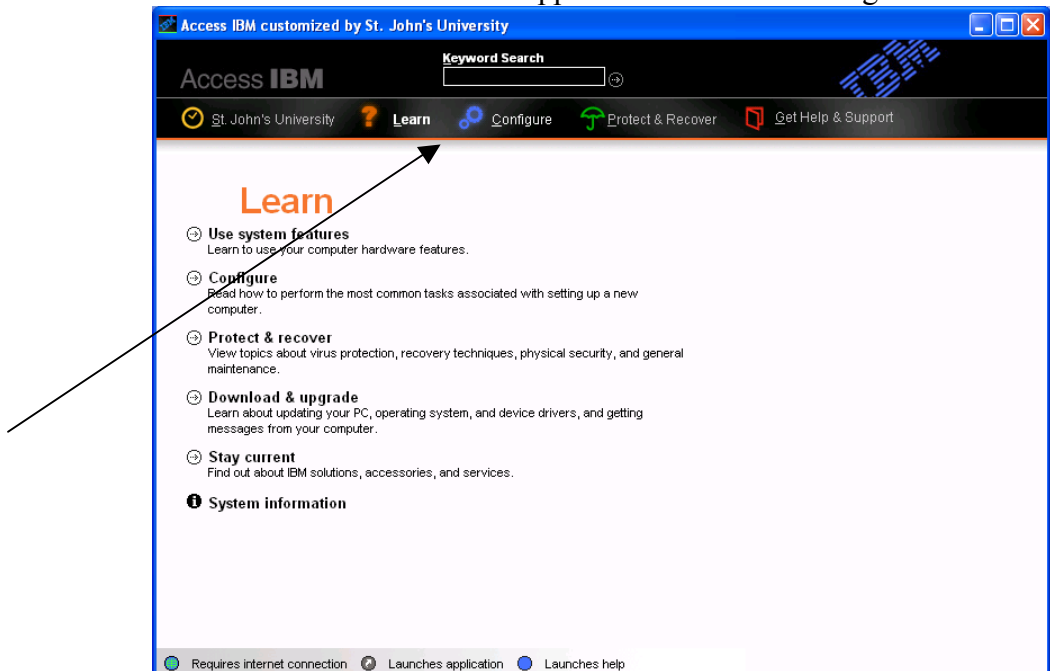 Access IBM customized by St. John's University
Keyword Search
Access IBM
IBM
St. John's University Learn Configure Protect & Recover Get Help & Support
Learn
Use system features
Learn to use your computer hardware features.
Configure
Read how to perform the most common tasks associated with setting up a new
computer.
Protect & recover
View topics about virus protection, recovery techniques, physical security, and general
maintenance.
Download & upgrade
Learn about updating your PC, operating system, and device drivers, and getting
messages from your computer.
Stay current
Find out about IBM solutions, accessories, and services.
System information
Requires internet connection Launches application Launches help